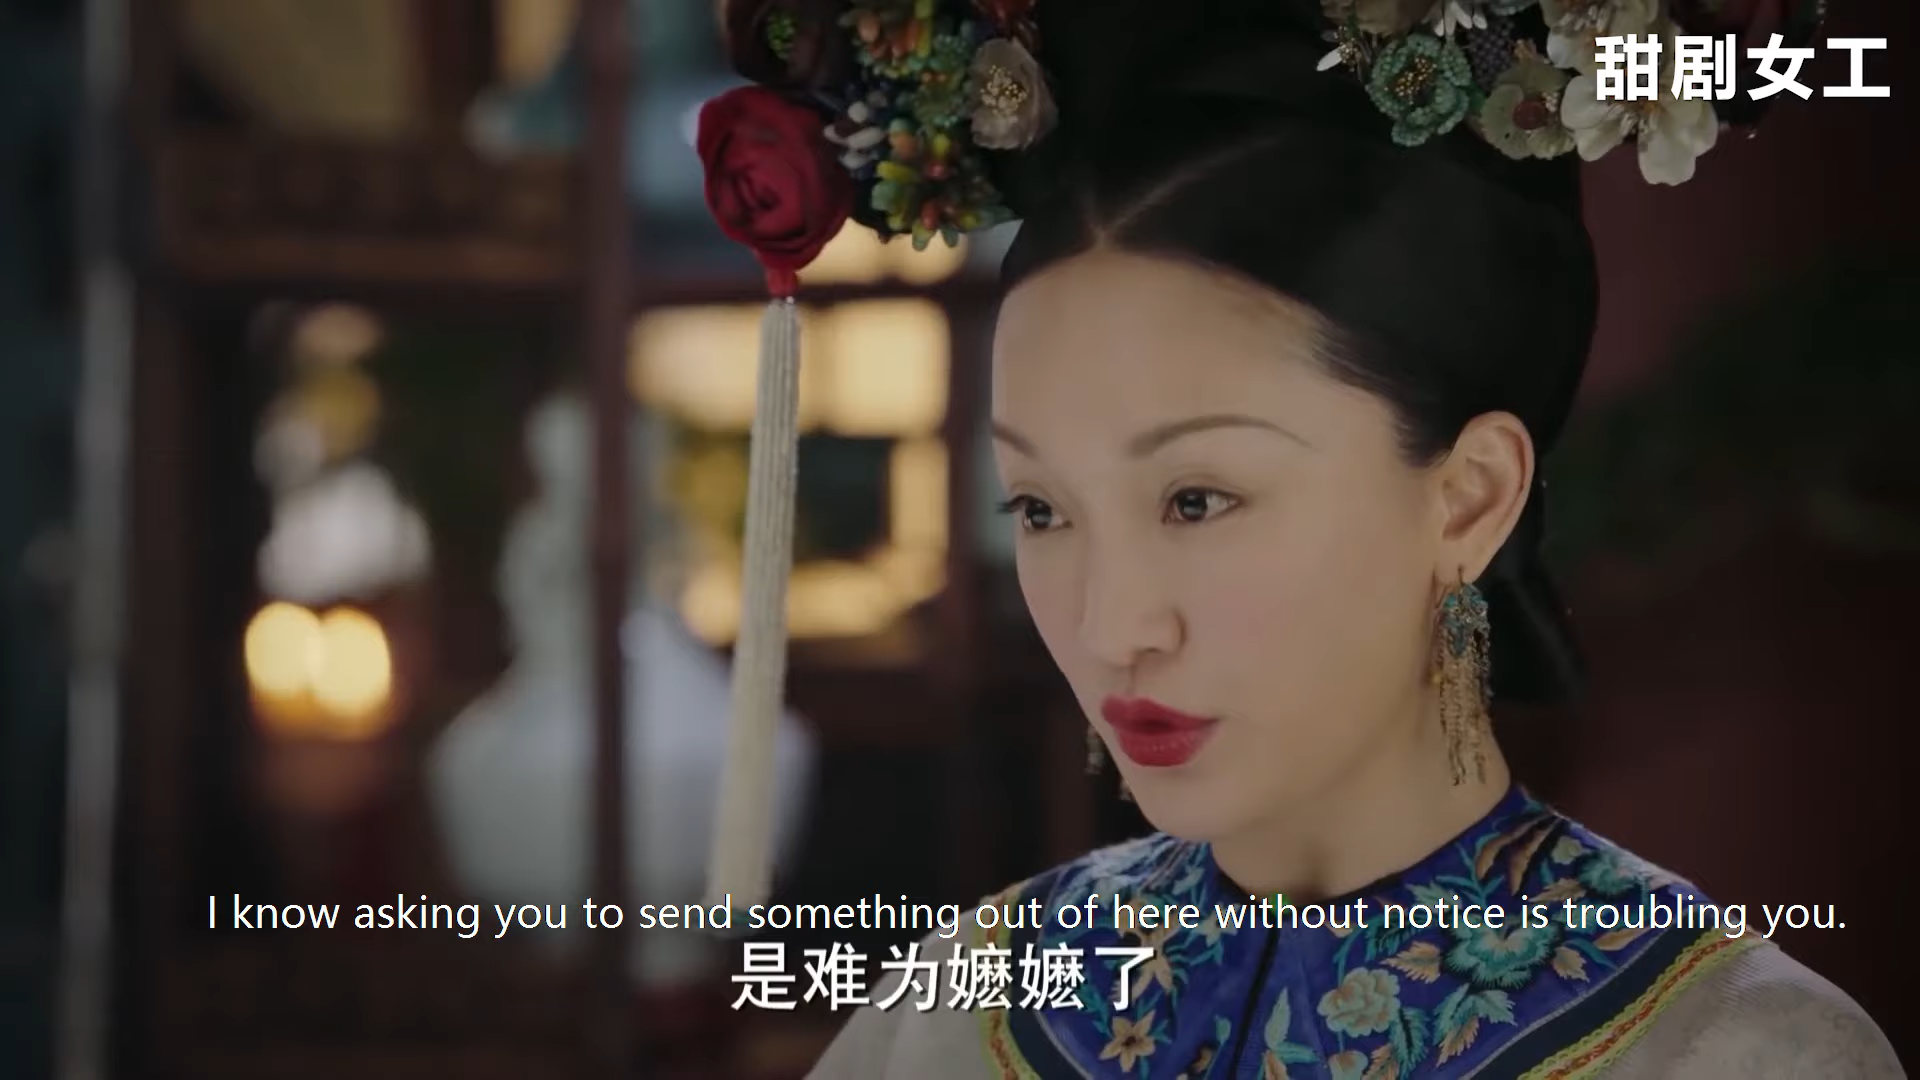 甜剧女工
I know asking you to send something out of here without notice is troubling you.
是难为嬷嬷了